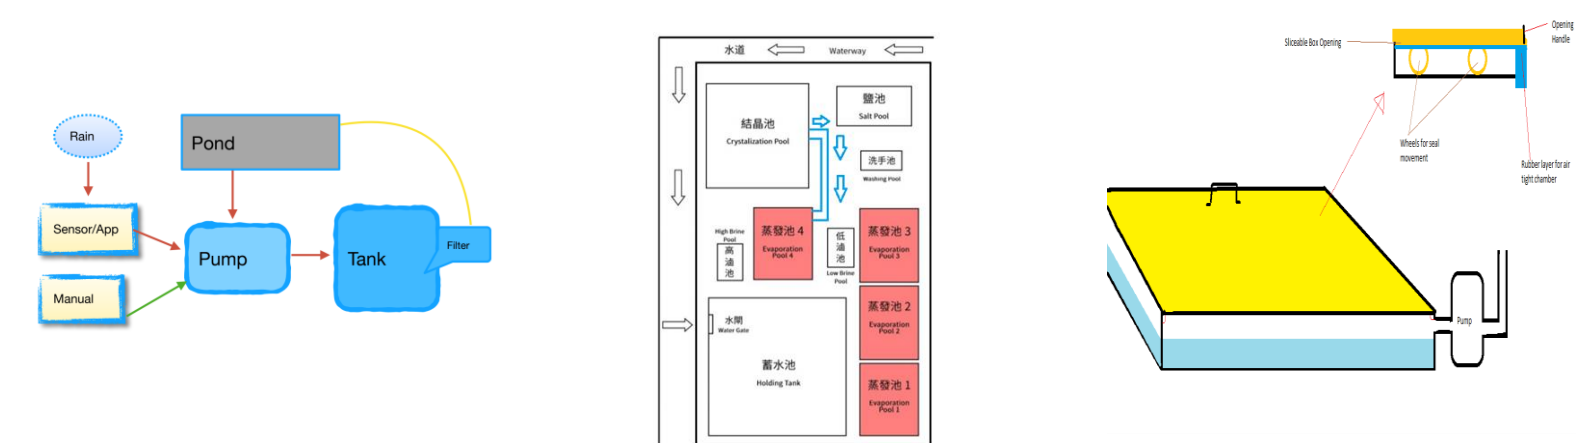 Rain
Pond
Sensor/App
Pump
Tank
Filter
Manual
水道
Waterway
結晶池
Crystalization Pool
鹽池
Salt Pool
洗手池
Washing Pool
High Brine
Pool
高
滷
池
蒸發池 4
Evaporation
Pool 4
低
滷
池
Low Brine
Pool
蒸發池 3
Evaporation
Pool 3
水閘
Water Gate
蒸發池 2
Evaporation
Pool 2
蓄水池
Holding Tank
蒸發池 1
Evaporation
Pool 1
Opening
Handle
Sliceable Box Opening
Wheels for seal
movement
Rubber layer for air
tight chamber
Pump